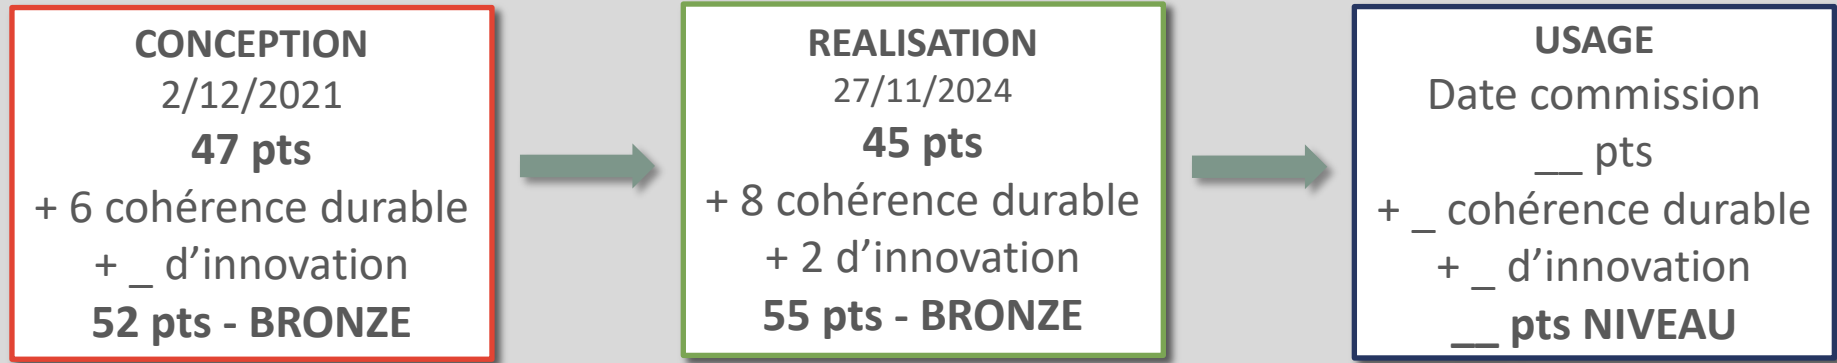 CONCEPTION
2/12/2021
47 pts
+ 6 cohérence durable
+ _ d’innovation
52 pts - BRONZE
REALISATION
27/11/2024
45 pts
+ 8 cohérence durable
+ 2 d’innovation
55 pts - BRONZE
USAGE
Date commission
__ pts
+ _ cohérence durable
+ _ d’innovation
__ pts NIVEAU